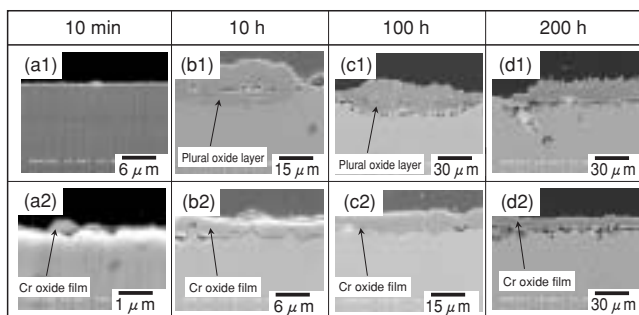 10 min 10 h 100 h 200 h
(a1) (b1) (c1) (d1)
Plural oxide layer Plural oxide layer
6 μm 15 μm 30 μm 30 μm
(a2) (b2) (c2) (d2)
Cr oxide film Cr oxide film Cr oxide film Cr oxide film
1 μm 6 μm 15 μm 30 μm